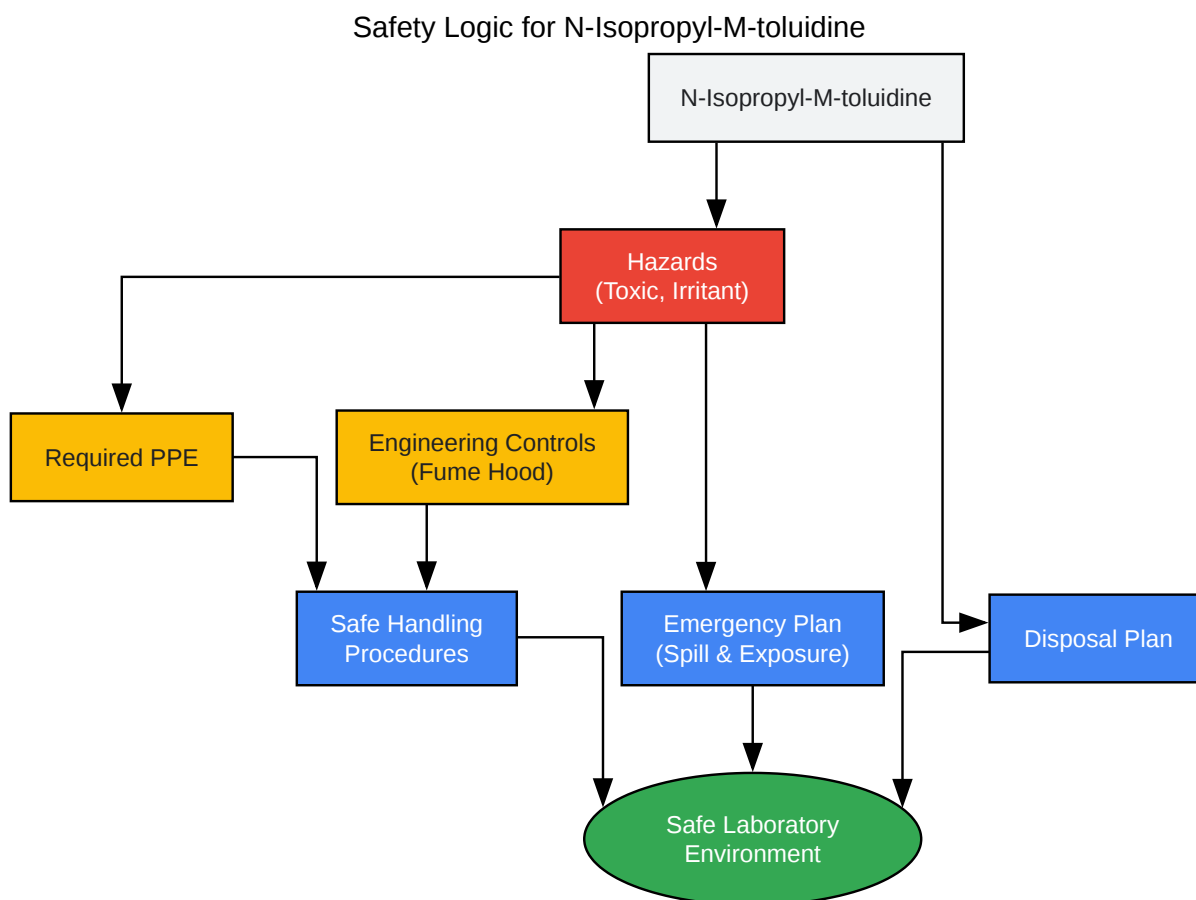 Safety Logic for N-Isopropyl-M-toluidine
N-Isopropyl-M-toluidine
Hazards
(Toxic, Irritant)
Required PPE
Engineering Controls
(Fume Hood)
Safe Handling
Procedures
Emergency Plan
(Spill & Exposure)
Disposal Plan
Safe Laboratory
Environment